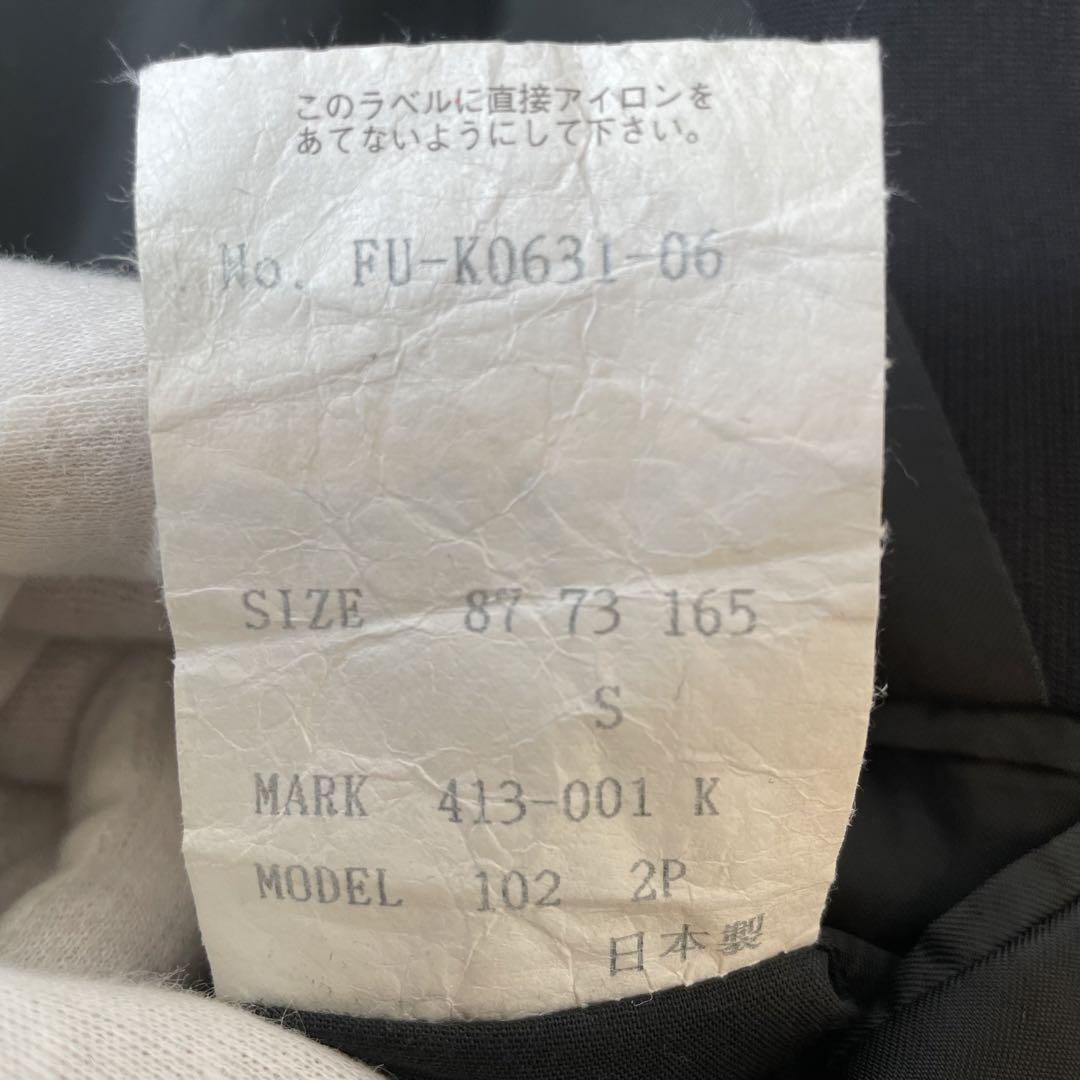 このラベルに直接アイロンを
あてないようにして下さい。
No. FU-K0631-06
SIZE 87 73 165
S
MARK 413-001 K
MODEL 102 2P
日本製